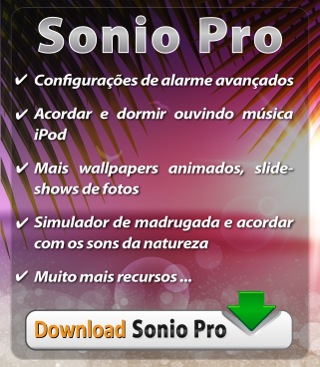 Sonio Pro
✔ Configurações de alarme avançados
✔ Acordar e dormir ouvindo música
iPod
✔ Mais wallpapers animados, slide-
shows de fotos
✔ Simulador de madrugada e acordar
com os sons da natureza
✔ Muito mais recursos ...
Download Sonio Pro